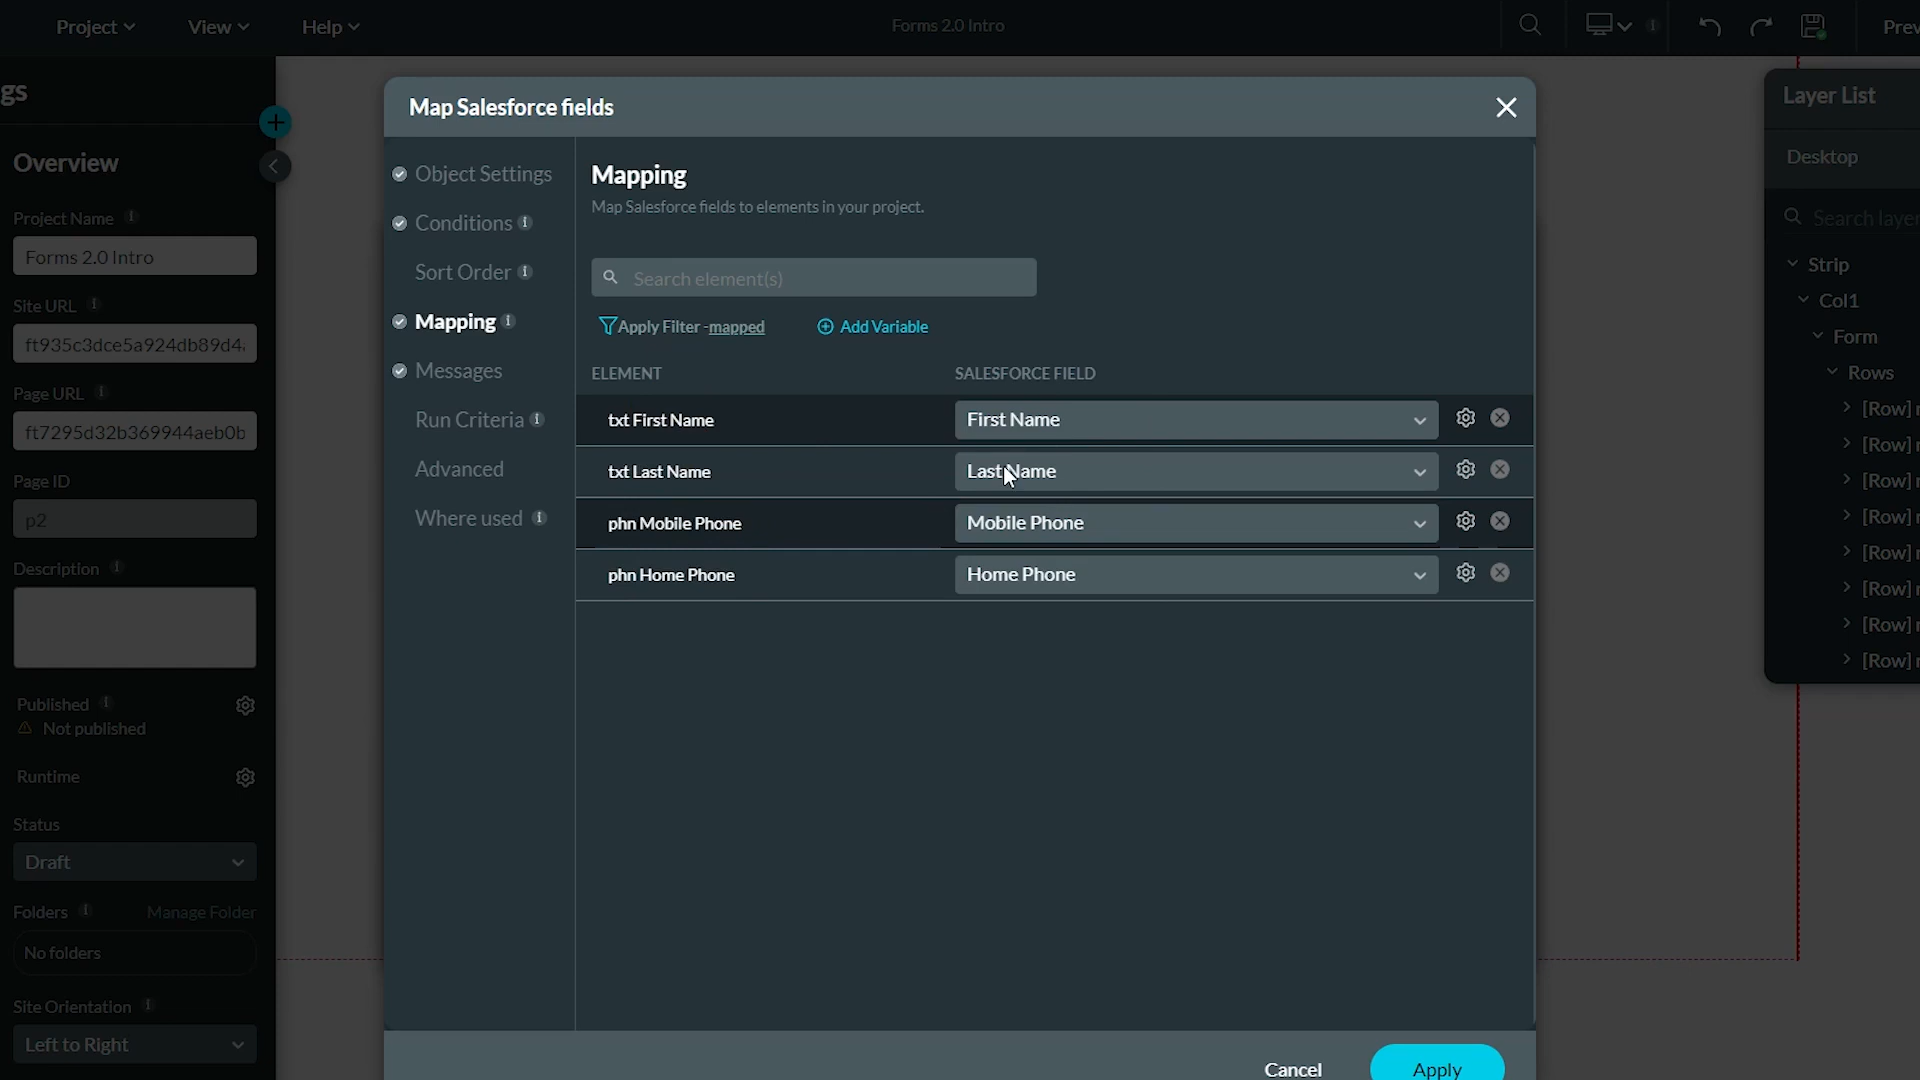 Project
View
Help
Forms 2.0 Intro
Prev
gs
Overview
Project Name
Forms 2.0 Intro
Site URL
ft935c3dce5a924db89d4
Page URL
ft7295d32b369944aeb0b
Page ID
p2
Description
Published
Not published
Runtime
Status
Draft
Folders
Manage Folder
No folders
Site Orientation
Left to Right
Map Salesforce fields
Object Settings
Conditions
Sort Order
Mapping
Messages
Run Criteria
Advanced
Where used
Mapping
Map Salesforce fields to elements in your project.
Search element(s)
Apply Filter - mapped
Add Variable
ELEMENT
SALESFORCE FIELD
txt First Name
First Name
txt Last Name
Last Name
phn Mobile Phone
Mobile Phone
phn Home Phone
Home Phone
Cancel
Apply
Layer List
Desktop
Search layer
Strip
Col1
Form
Rows
[Row] r
[Row] r
[Row] r
[Row] r
[Row] r
[Row] r
[Row] r
[Row] r